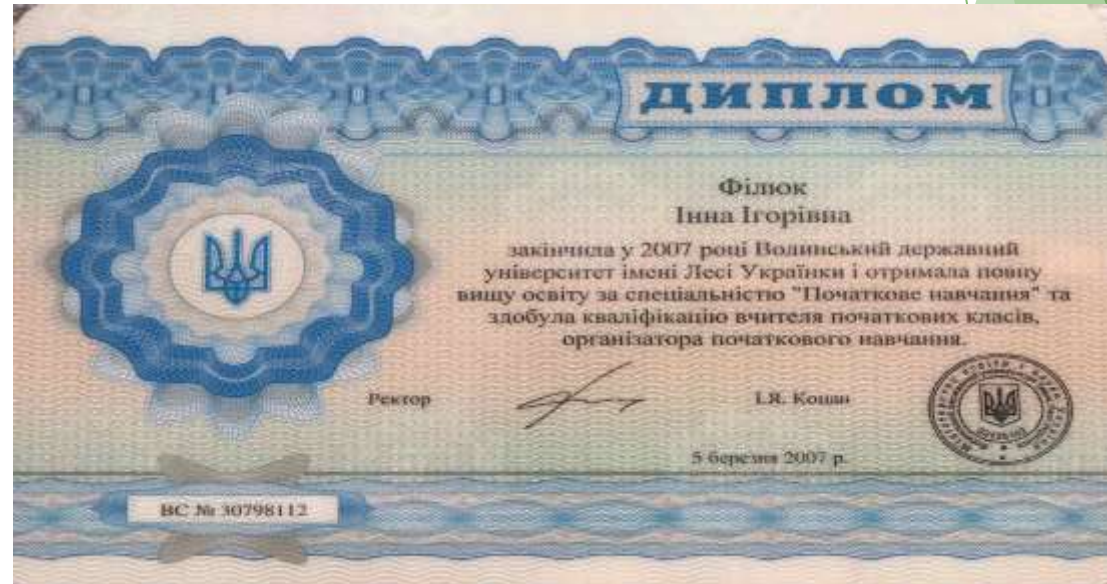 ДИПЛОМ
Філюк
Інна Ігорівна
закінчила у 2007 році Волинський державний
університет імені Лесі Українки і отримала повну
вищу освіту за спеціальністю "Початкове навчання" та
здобула кваліфікацію вчителя початкових класів,
організатора початкового навчання.
Ректор І.Я. Коцан
5 березня 2007 р.
ВС № 30798112